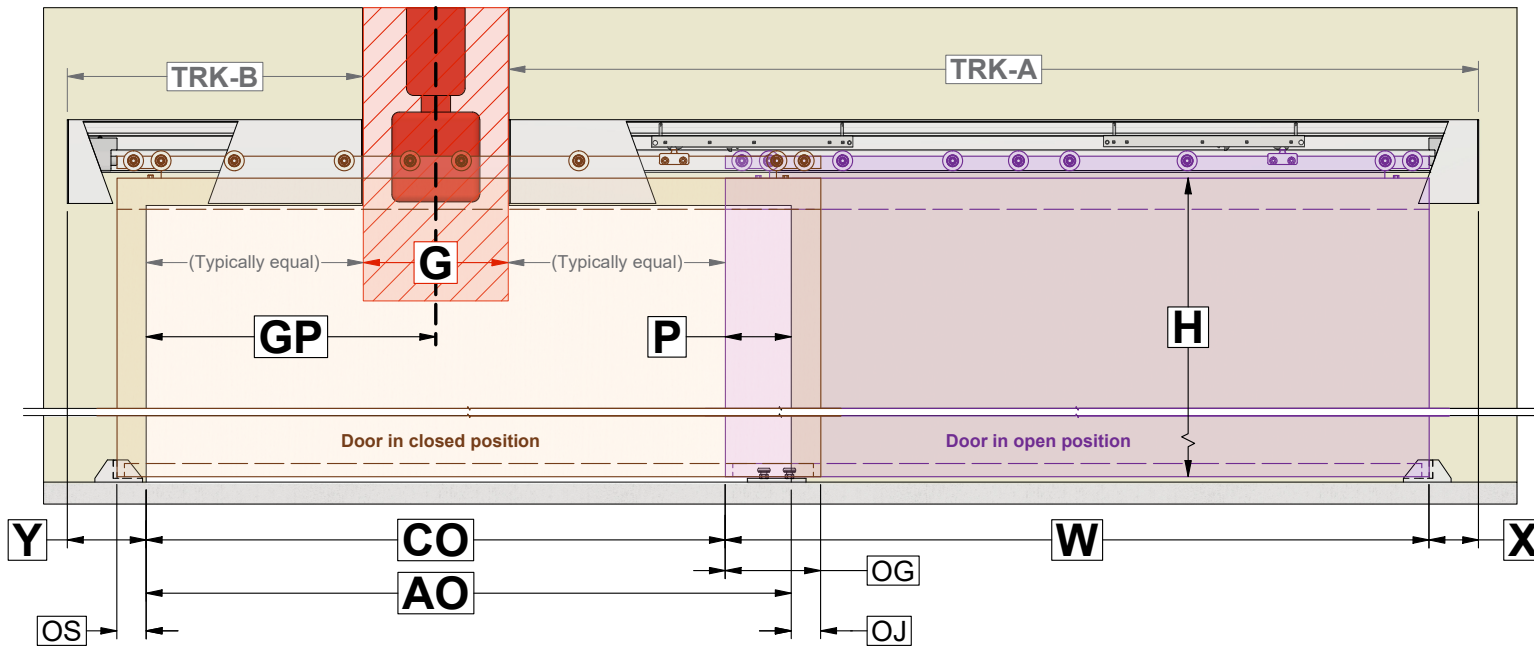 TRK-B
TRK-A
(Typically equal)
G
(Typically equal)
GP
P
H
Door in closed position
Door in open position
Y
CO
W
X
OG
AO
OS
OJ